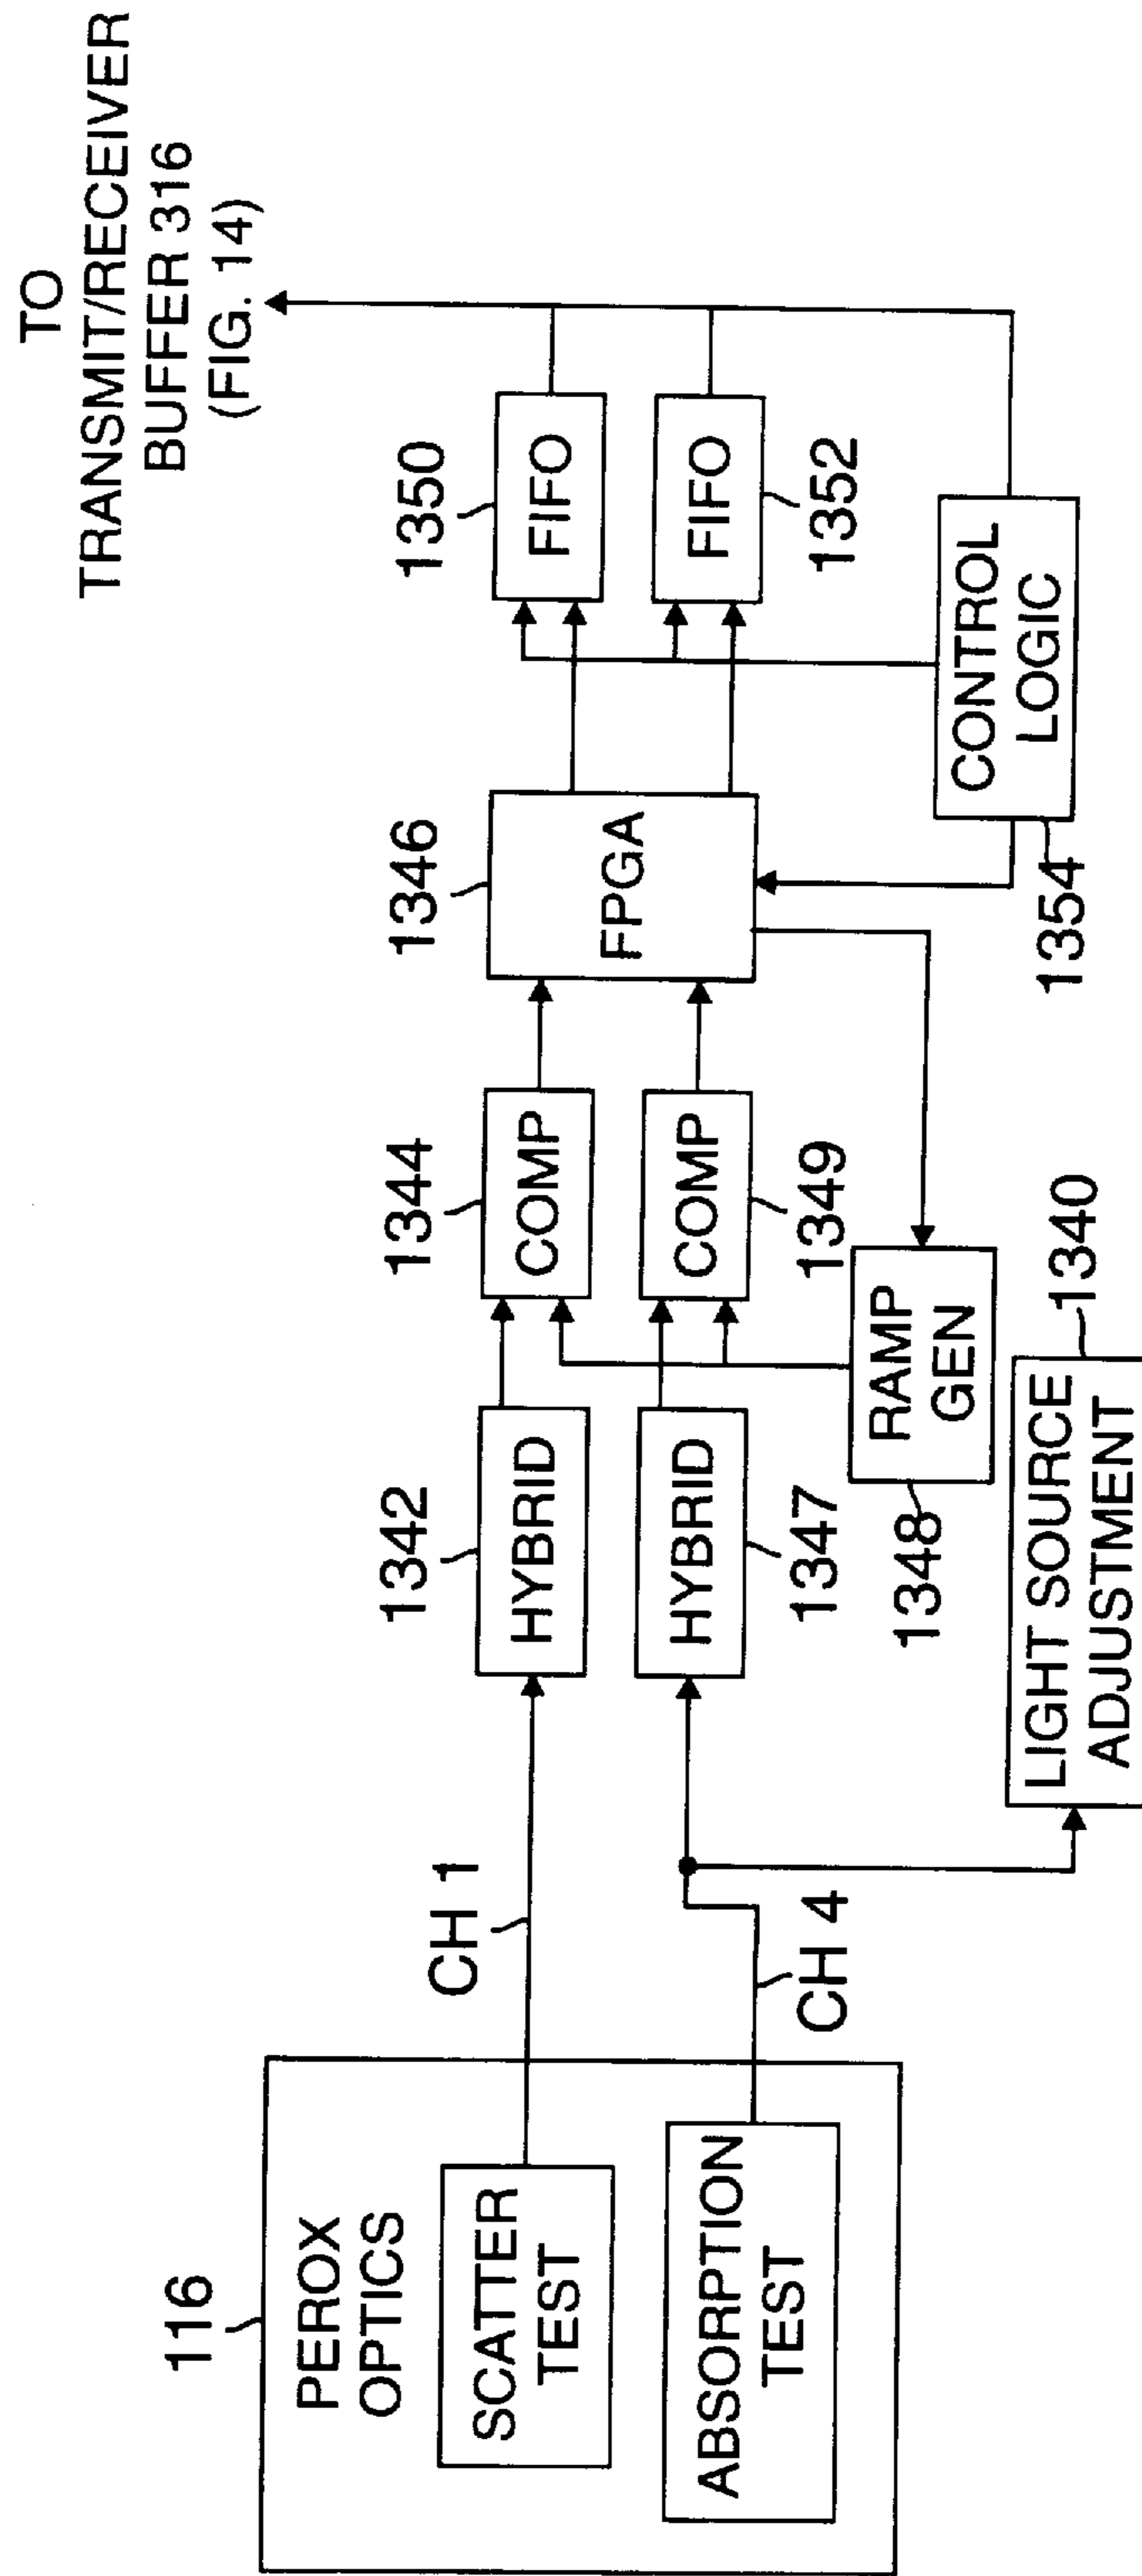 116
PEROX
OPTICS
SCATTER
TEST
ABSORPTION
TEST
CH 1
CH 4
1342
HYBRID
HYBRID
1347
1344
COMP
COMP
1349
RAMP
GEN
1348
LIGHT SOURCE
ADJUSTMENT
1340
1346
FPGA
1350
FIFO
FIFO
1352
CONTROL
LOGIC
1354
TO
TRANSMIT/RECEIVER
BUFFER 316
(FIG. 14)